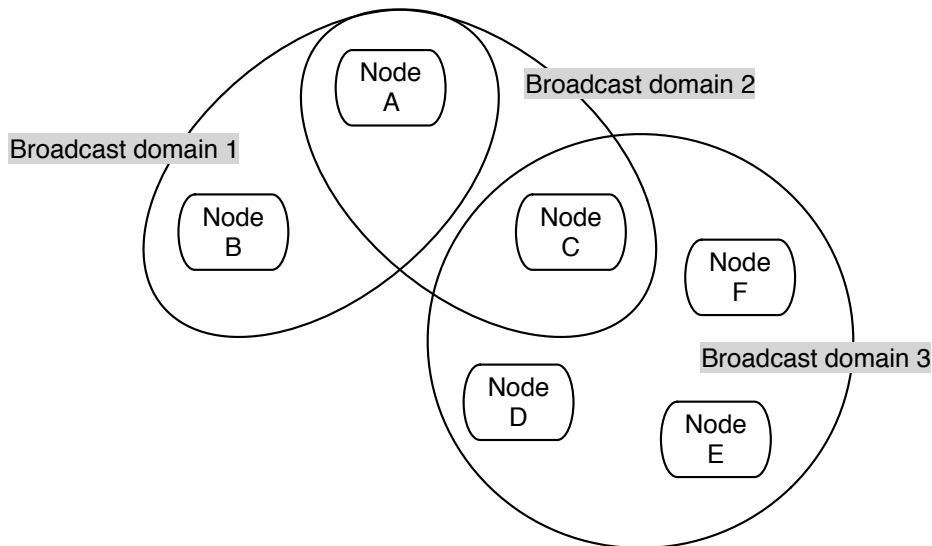 Node
A
Broadcast domain 2
Broadcast domain 1
Node
B
Node
C
Node
F
Broadcast domain 3
Node
D
Node
E